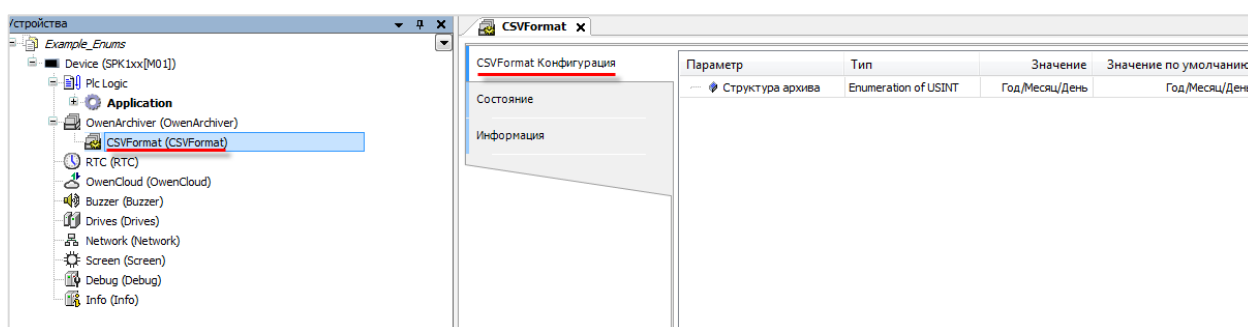 Устройства
Example_Enums
Device (SPK1xx[M01])
Plc Logic
Application
OwenArchiver (OwenArchiver)
CSVFormat (CSVFormat)
RTC (RTC)
OwenCloud (OwenCloud)
Buzzer (Buzzer)
Drives (Drives)
Network (Network)
Screen (Screen)
Debug (Debug)
Info (Info)
CSVFormat
CSVFormat Конфигурация
Состояние
Информация
Параметр Тип Значение Значение по умолчанию
Структура архива Enumeration of USINT Год/Месяц/День Год/Месяц/День